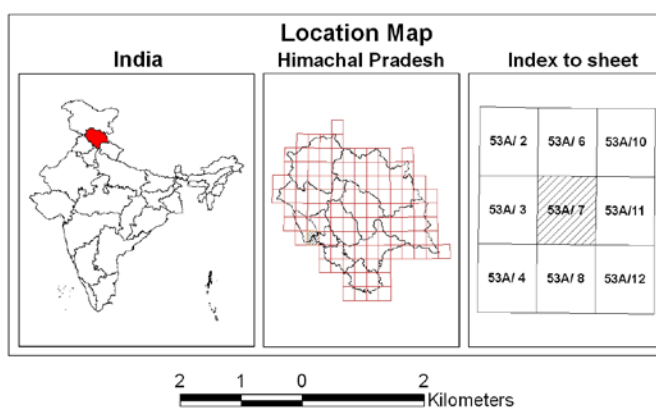 Location Map
India
Himachal Pradesh
Index to sheet
53A/ 2 53A/ 6 53A/10
53A/ 3 53A/ 7 53A/11
53A/ 4 53A/ 8 53A/12
2 1 0 2
Kilometers